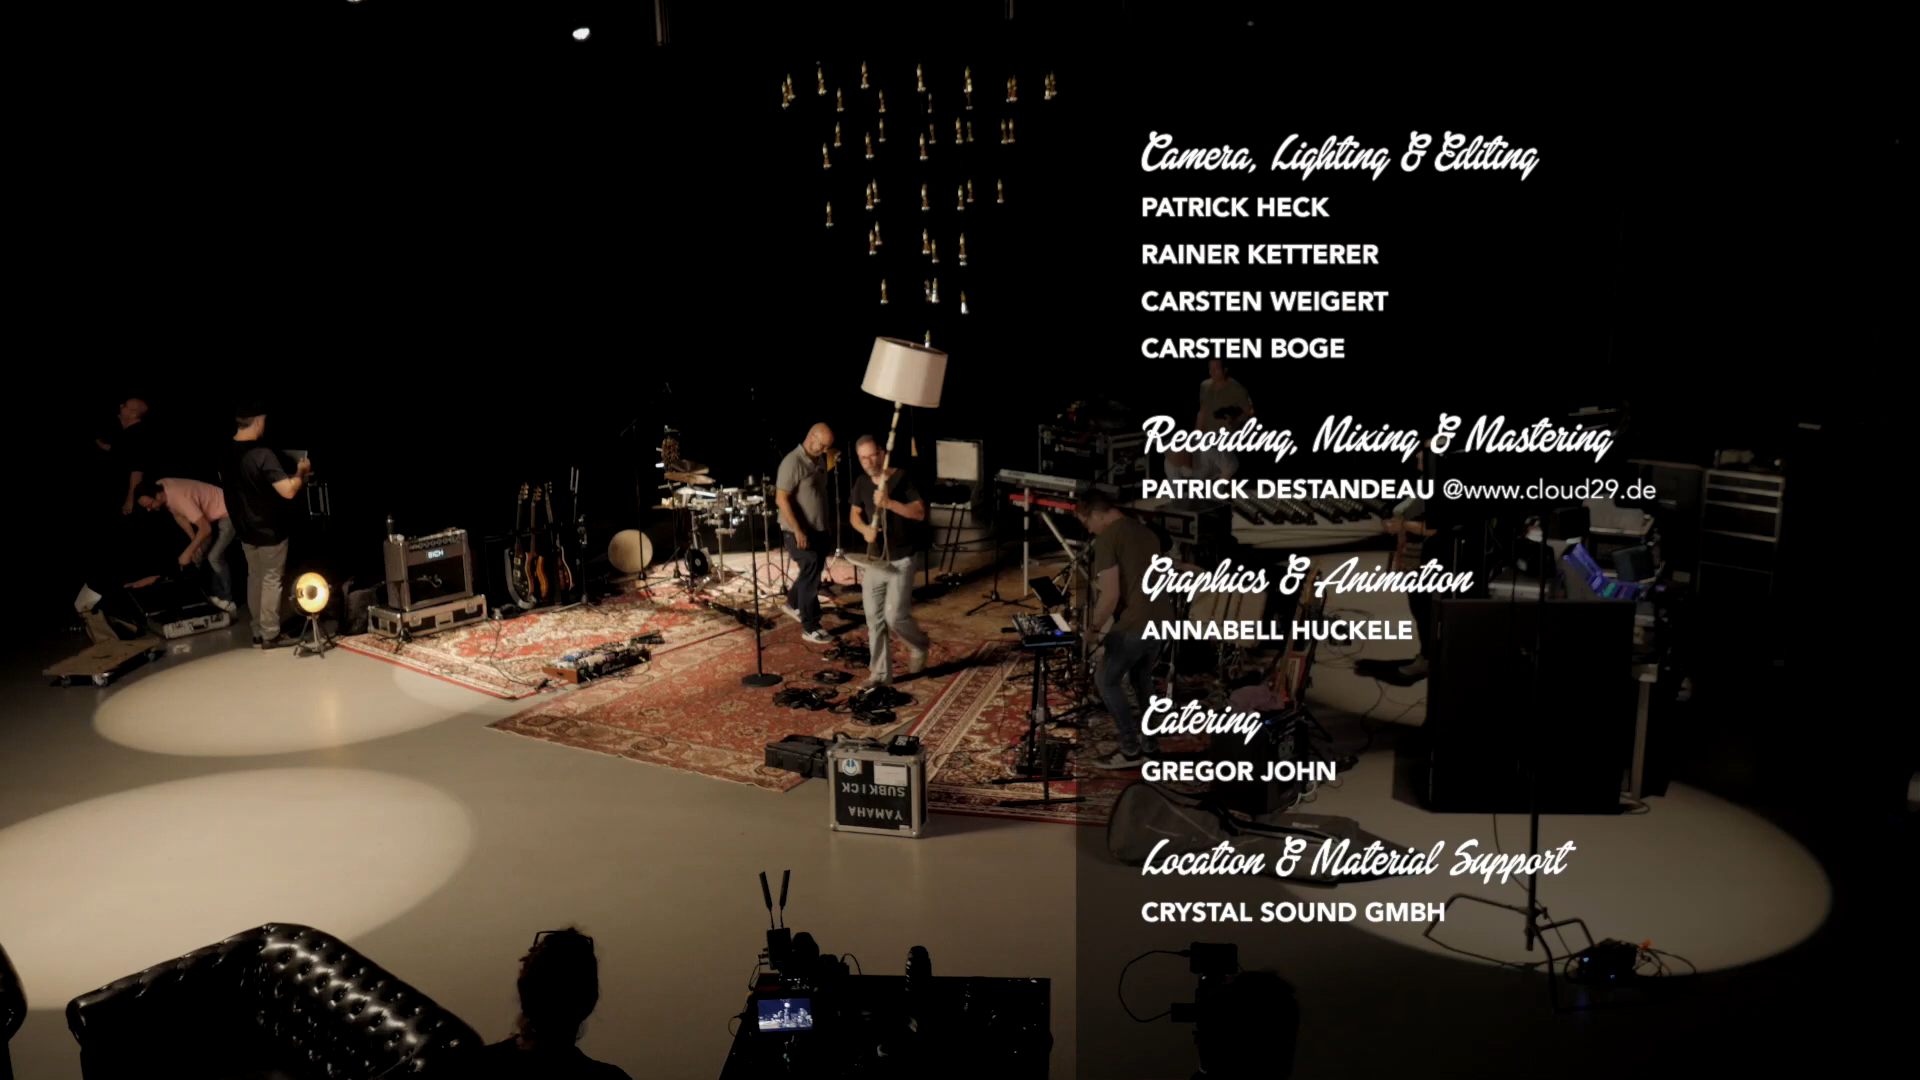 Camera, Lighting & Editing
PATRICK HECK
RAINER KETTERER
CARSTEN WEIGERT
CARSTEN BOGE
Recording, Mixing & Mastering
PATRICK DESTANDEAU @www.cloud29.de
Graphics & Animation
ANNABELL HUCKELE
Catering
GREGOR JOHN
Location & Material Support
CRYSTAL SOUND GMBH
YAMAHA
SUBKICK